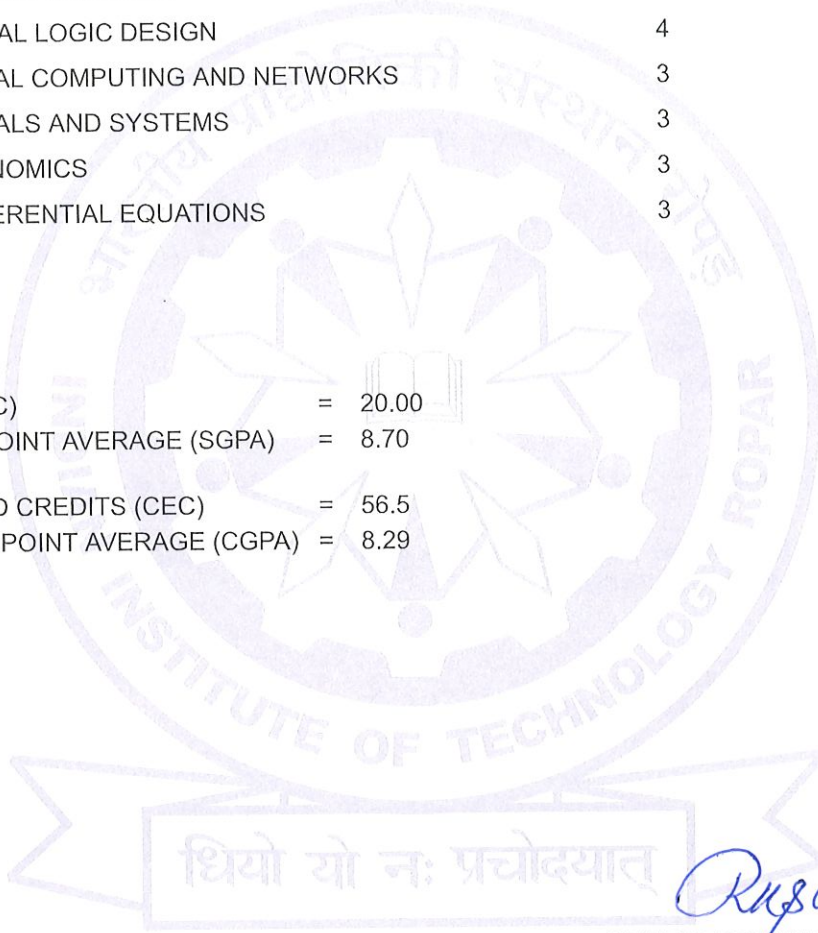 AL LOGIC DESIGN 4
AL COMPUTING AND NETWORKS 3
ALS AND SYSTEMS 3
NOMICS 3
ERENTIAL EQUATIONS 3
C) = 20.00
OINT AVERAGE (SGPA) = 8.70
D CREDITS (CEC) = 56.5
POINT AVERAGE (CGPA) = 8.29
भारतीय प्रौद्योगिकी संस्थान रोपड़
INSTITUTE OF TECHNOLOGY ROPAR
धियो यो नः प्रचोदयात्